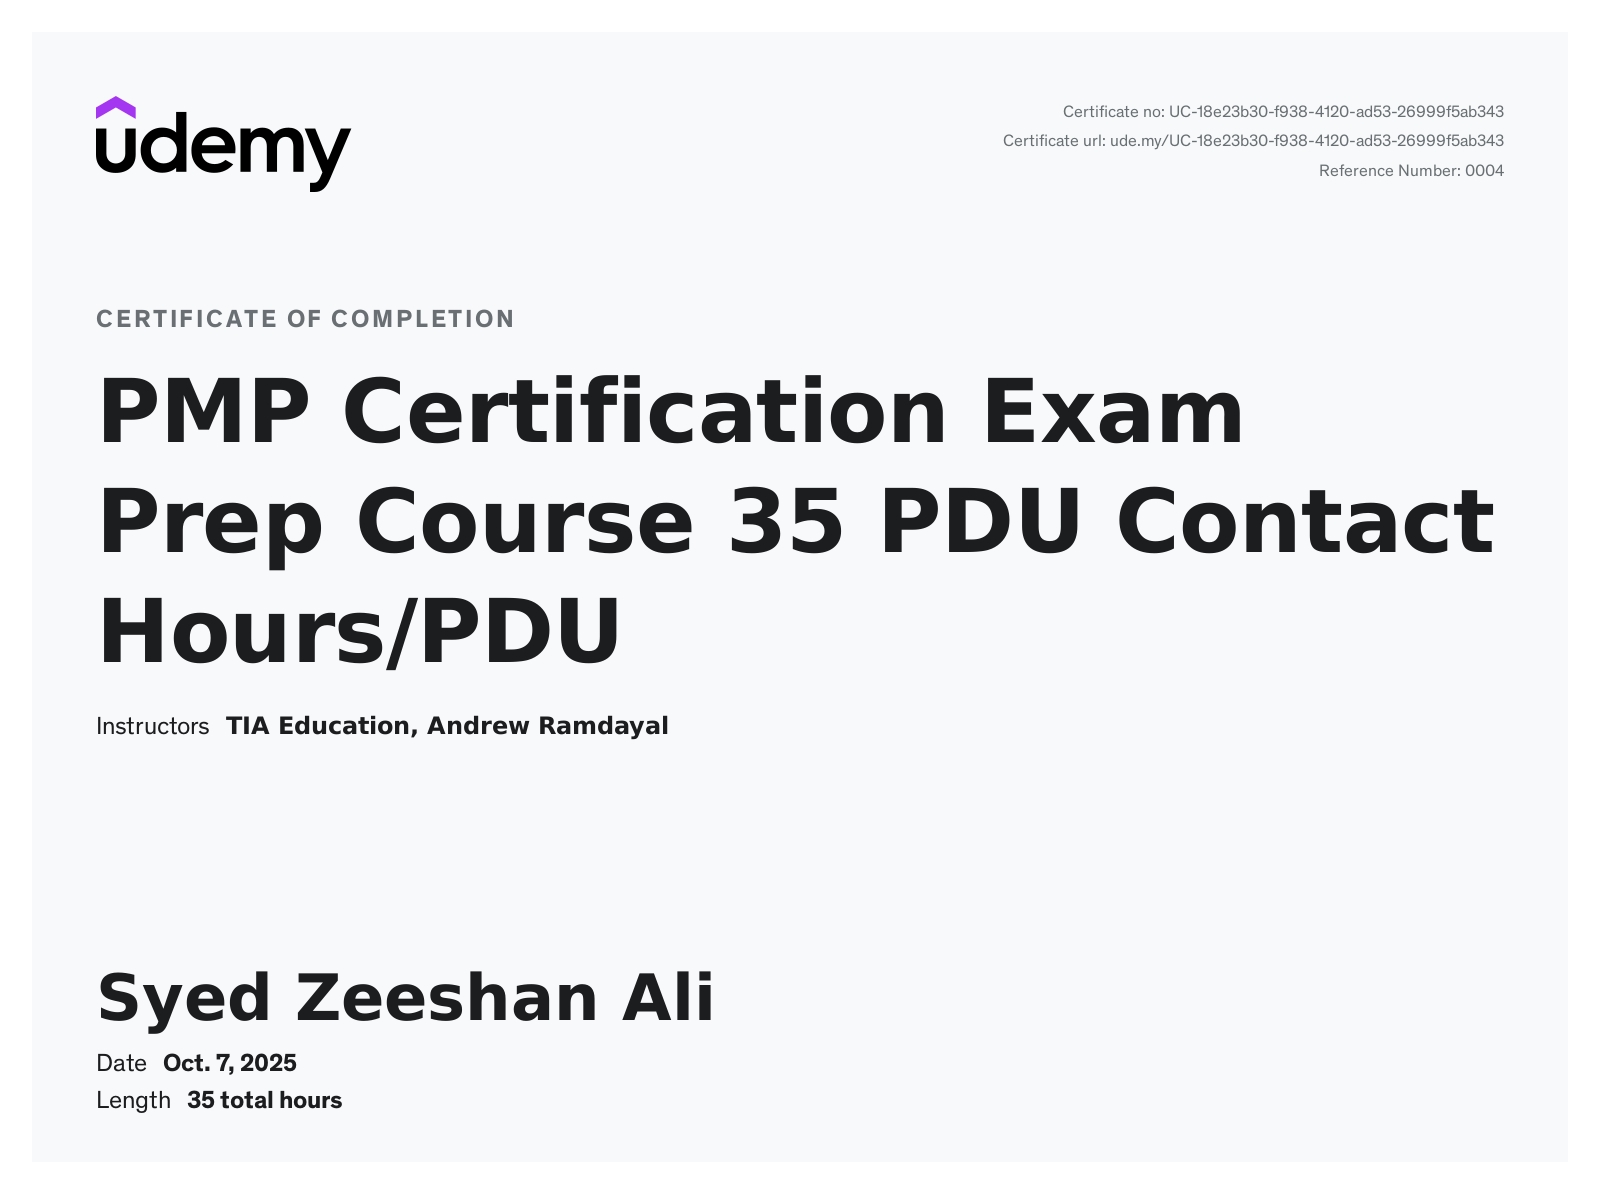 udemy
Certificate no: UC-18e23b30-f938-4120-ad53-26999f5ab343
Certificate url: ude.my/UC-18e23b30-f938-4120-ad53-26999f5ab343
Reference Number: 0004
CERTIFICATE OF COMPLETION
PMP Certification Exam
Prep Course 35 PDU Contact
Hours/PDU
Instructors TIA Education, Andrew Ramdayal
Syed Zeeshan Ali
Date Oct. 7, 2025
Length 35 total hours